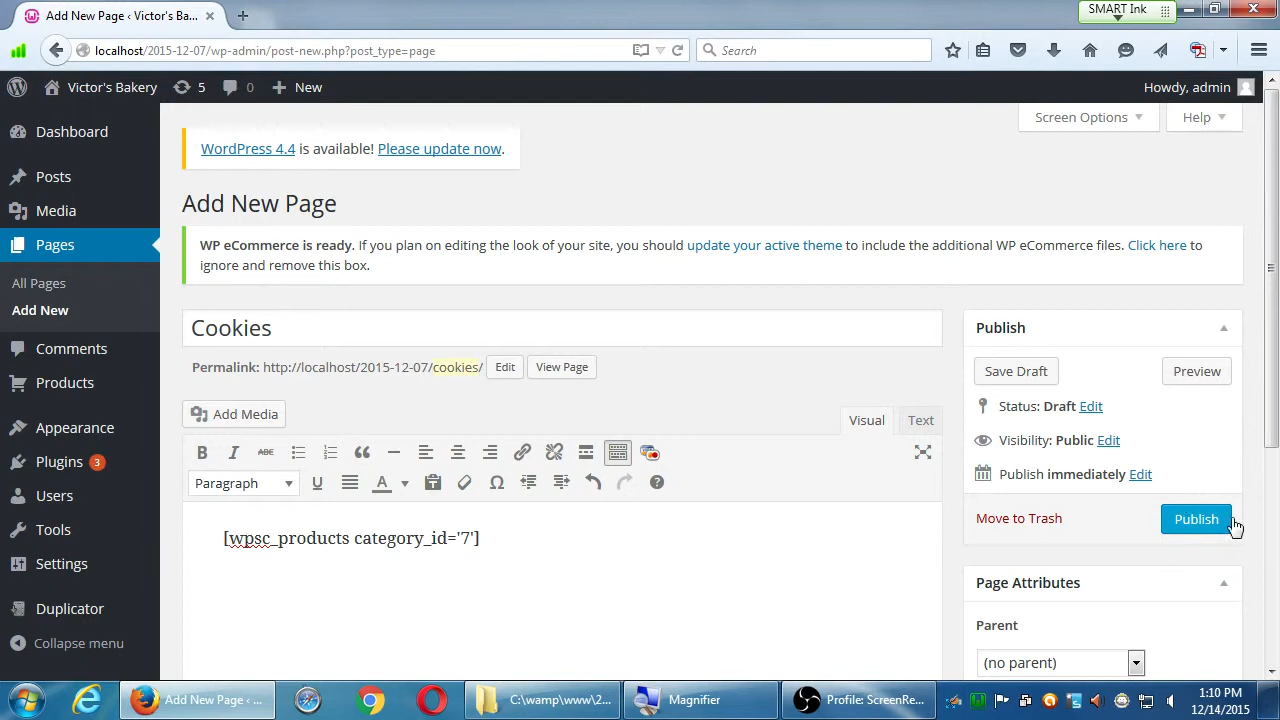 Add New Page ‹ Victor's Ba...
SMART Ink
localhost/2015-12-07/wp-admin/post-new.php?post_type=page
Search
Victor's Bakery
5
0
New
Howdy, admin
Screen Options
Help
Dashboard
Posts
Media
Pages
All Pages
Add New
Comments
Products
Appearance
Plugins 3
Users
Tools
Settings
Duplicator
Collapse menu
WordPress 4.4 is available! Please update now.
Add New Page
WP eCommerce is ready. If you plan on editing the look of your site, you should update your active theme to include the additional WP eCommerce files. Click here to
ignore and remove this box.
Cookies
Permalink: http://localhost/2015-12-07/cookies/
Edit
View Page
Add Media
Visual
Text
B I ABC
Paragraph
U
A
[wpsc_products category_id='7']
Publish
Save Draft
Preview
Status: Draft Edit
Visibility: Public Edit
Publish immediately Edit
Move to Trash
Publish
Page Attributes
Parent
(no parent)
Add New Page ‹ ...
C:\wamp\www\2...
Magnifier
Profile: ScreenRe...
1:10 PM
12/14/2015